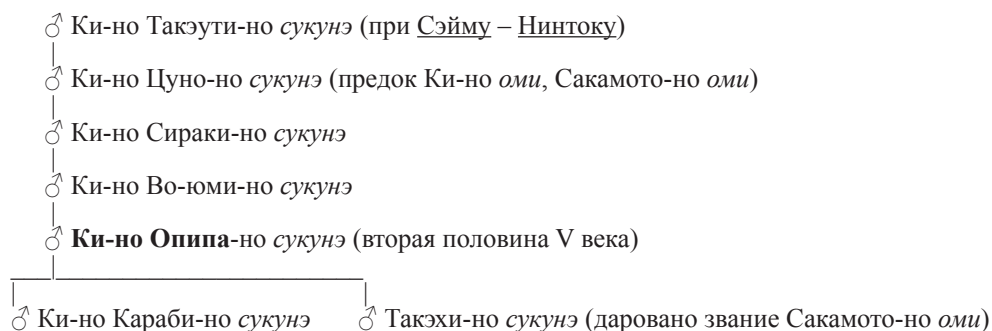 ♂ Ки-но Такэути-но сукунэ (при Сэйму – Нинтоку)
♂ Ки-но Цуно-но сукунэ (предок Ки-но оми, Сакамото-но оми)
♂ Ки-но Сираки-но сукунэ
♂ Ки-но Во-юми-но сукунэ
♂ Ки-но Опипа-но сукунэ (вторая половина V века)
♂ Ки-но Караби-но сукунэ ♂ Такэхи-но сукунэ (даровано звание Сакамото-но оми)